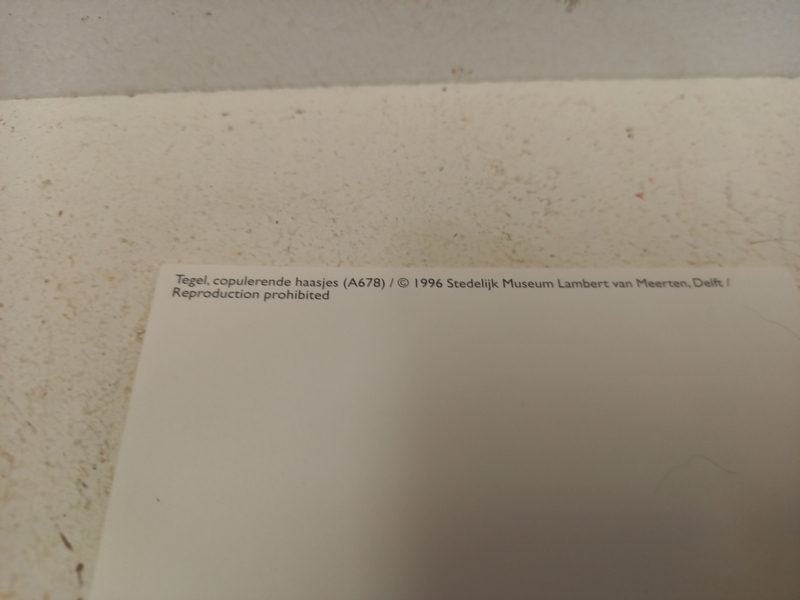 Tegel, copulerende haasjes (A678) / © 1996 Stedelijk Museum Lambert van Meerten, Delft /
Reproduction prohibited